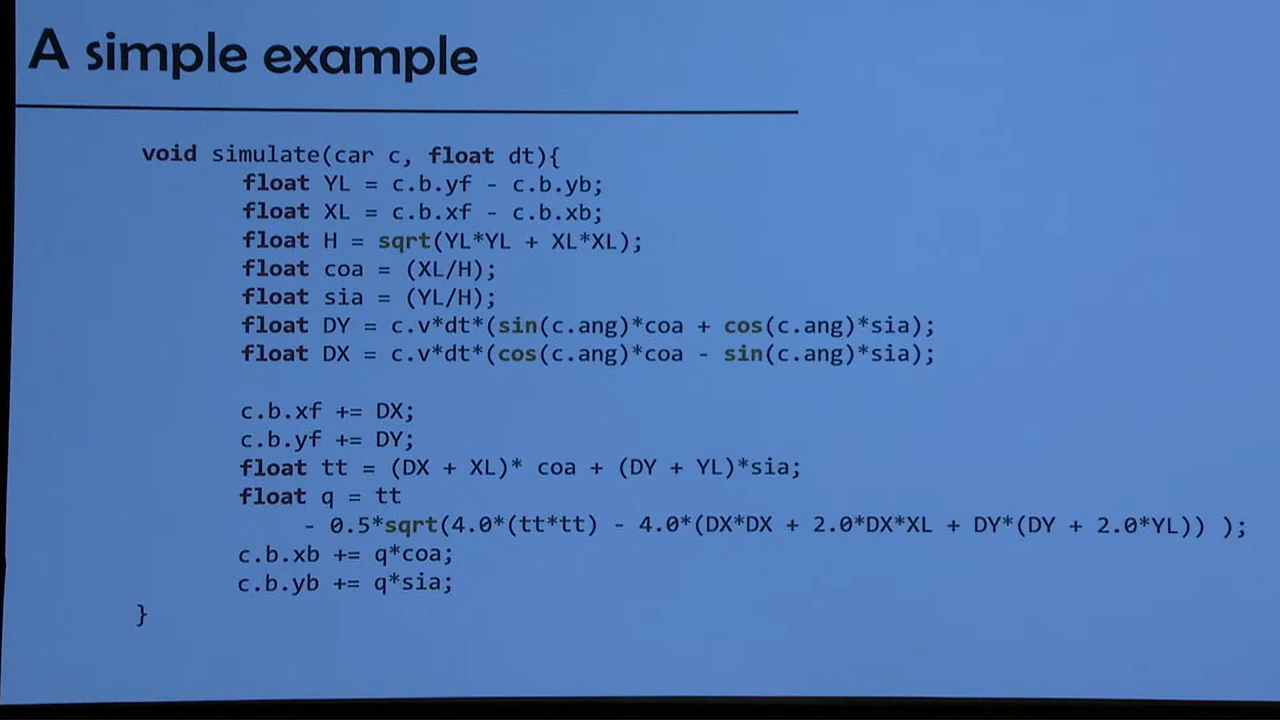 A simple example
void simulate(car c, float dt){
float YL = c.b.yf - c.b.yb;
float XL = c.b.xf - c.b.xb;
float H = sqrt(YL*YL + XL*XL);
float coa = (XL/H);
float sia = (YL/H);
float DY = c.v*dt*(sin(c.ang)*coa + cos(c.ang)*sia);
float DX = c.v*dt*(cos(c.ang)*coa - sin(c.ang)*sia);
c.b.xf += DX;
c.b.yf += DY;
float tt = (DX + XL)* coa + (DY + YL)*sia;
float q = tt
- 0.5*sqrt(4.0*(tt*tt) - 4.0*(DX*DX + 2.0*DX*XL + DY*(DY + 2.0*YL)) );
c.b.xb += q*coa;
c.b.yb += q*sia;
}